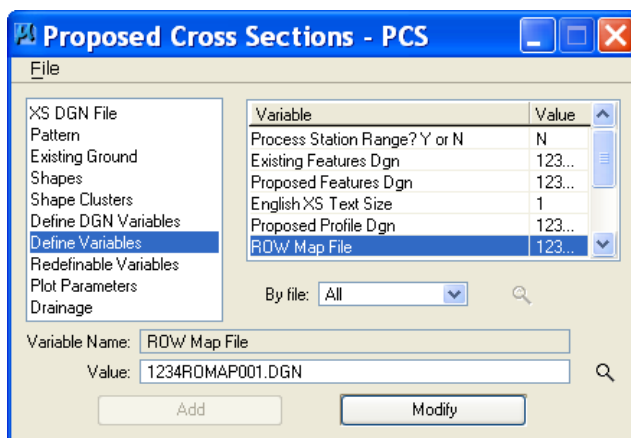 Proposed Cross Sections - PCS
File
XS DGN File
Pattern
Existing Ground
Shapes
Shape Clusters
Define DGN Variables
Define Variables
Redefinable Variables
Plot Parameters
Drainage
Variable Value
Process Station Range? Y or N N
Existing Features Dgn 123...
Proposed Features Dgn 123...
English XS Text Size 1
Proposed Profile Dgn 123...
ROW Map File 123...
By file: All
Variable Name: ROW Map File
Value: 1234ROMAP001.DGN
Add Modify